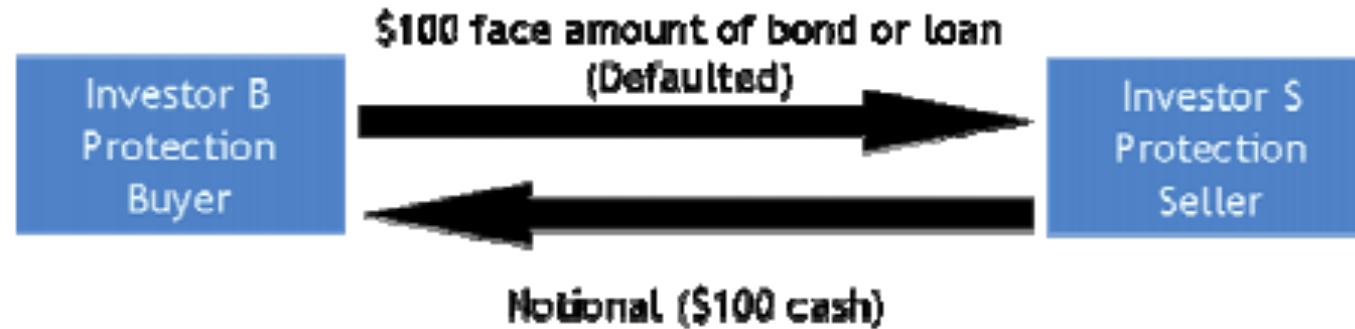 $100 face amount of bond or loan
(Defaulted)
Investor B
Protection
Buyer
Investor S
Protection
Seller
Notional ($100 cash)